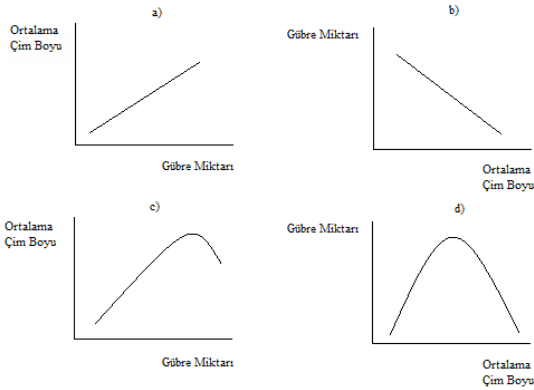 a)
Ortalama
Çim Boyu
Gübre Miktarı
b)
Gübre Miktarı
Ortalama
Çim Boyu
c)
Ortalama
Çim Boyu
Gübre Miktarı
d)
Gübre Miktarı
Ortalama
Çim Boyu